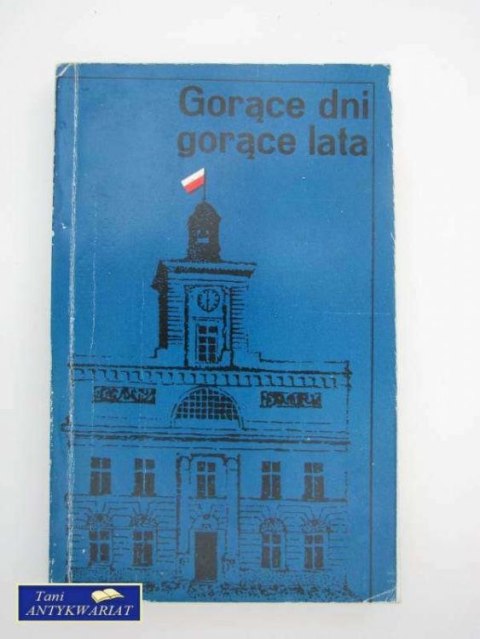 Gorące dni
gorące lata
Tani
ANTYKWARIAT